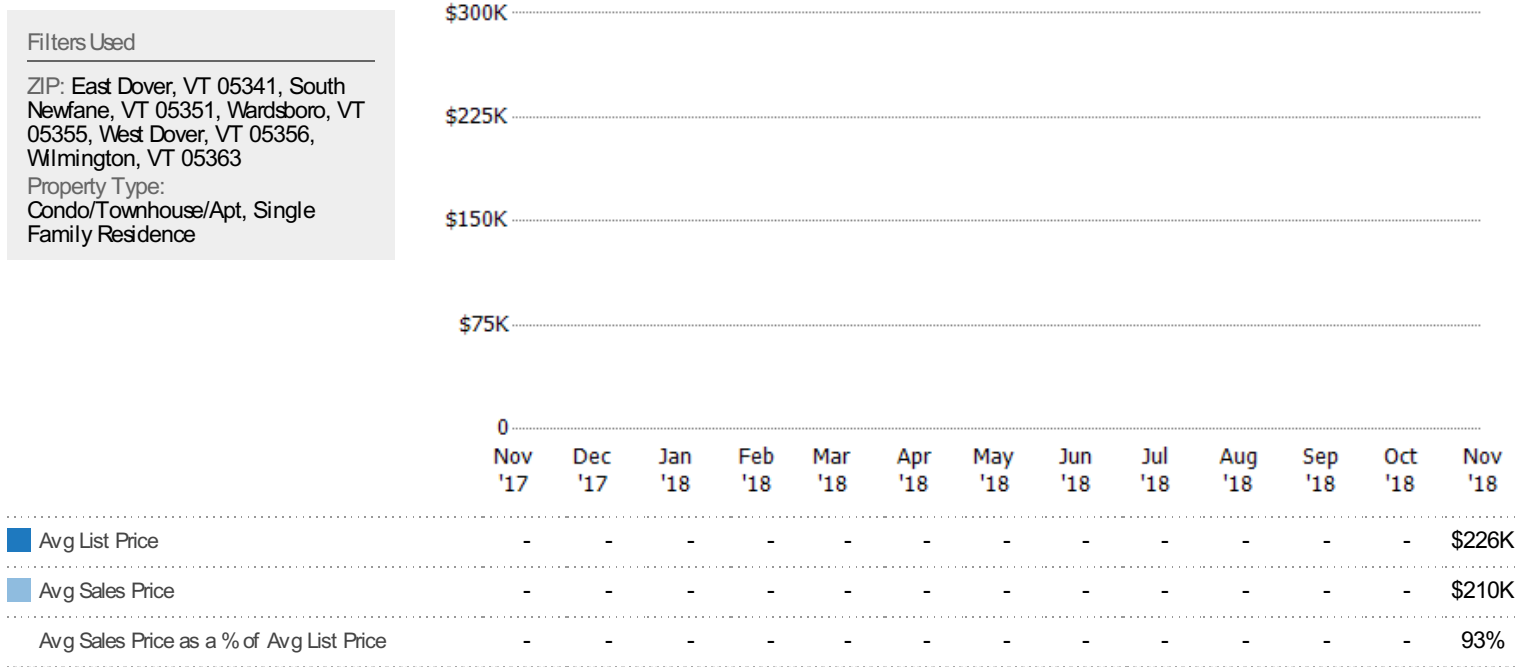 Filters Used
ZIP: East Dover, VT 05341, South
Newfane, VT 05351, Wardsboro, VT
05355, West Dover, VT 05356,
Wilmington, VT 05363
Property Type:
Condo/Townhouse/Apt, Single
Family Residence
$300K
$225K
$150K
$75K
0
Nov Dec Jan Feb Mar Apr May Jun Jul Aug Sep Oct Nov
'17 '17 '18 '18 '18 '18 '18 '18 '18 '18 '18 '18 '18
Avg List Price - - - - - - - - - - - - $226K
Avg Sales Price - - - - - - - - - - - - $210K
Avg Sales Price as a % of Avg List Price - - - - - - - - - - - - 93%